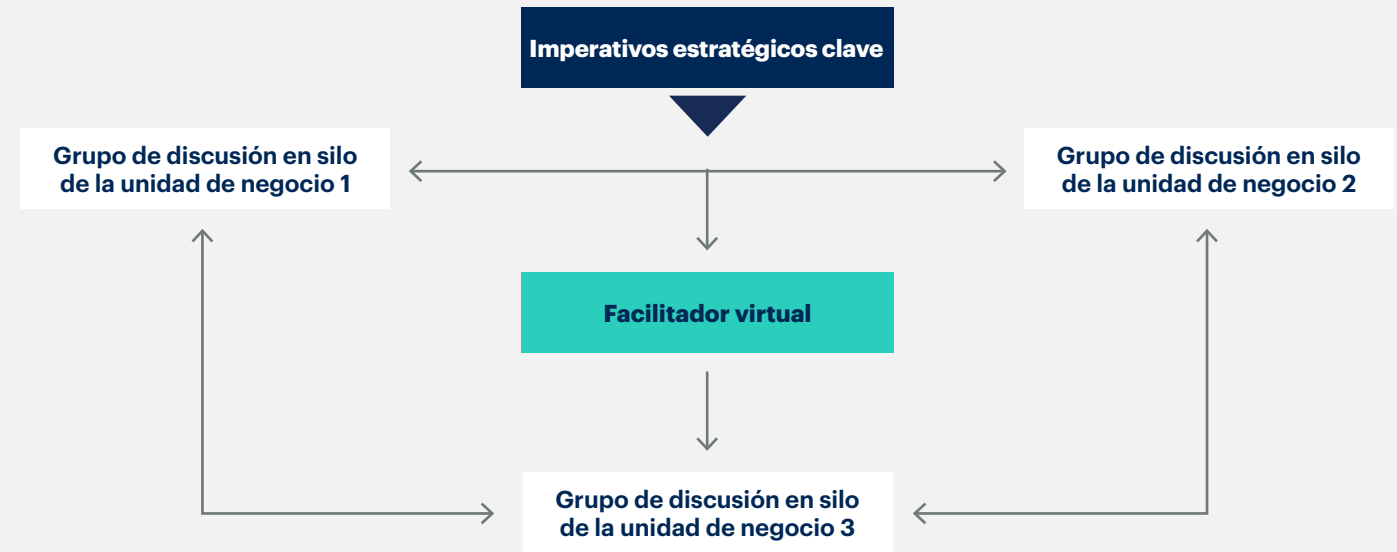 Imperativos estratégicos clave
Grupo de discusión en silo
de la unidad de negocio 1
Grupo de discusión en silo
de la unidad de negocio 2
Facilitador virtual
Grupo de discusión en silo
de la unidad de negocio 3